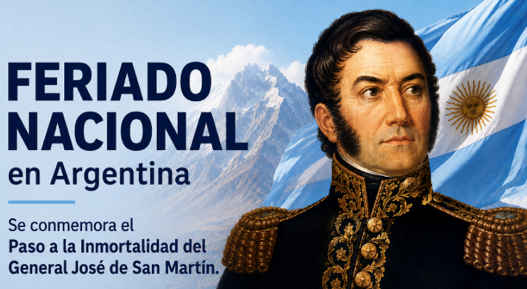 FERIADO
NACIONAL
en Argentina
Se conmemora el
Paso a la Inmortalidad del
General José de San Martín.